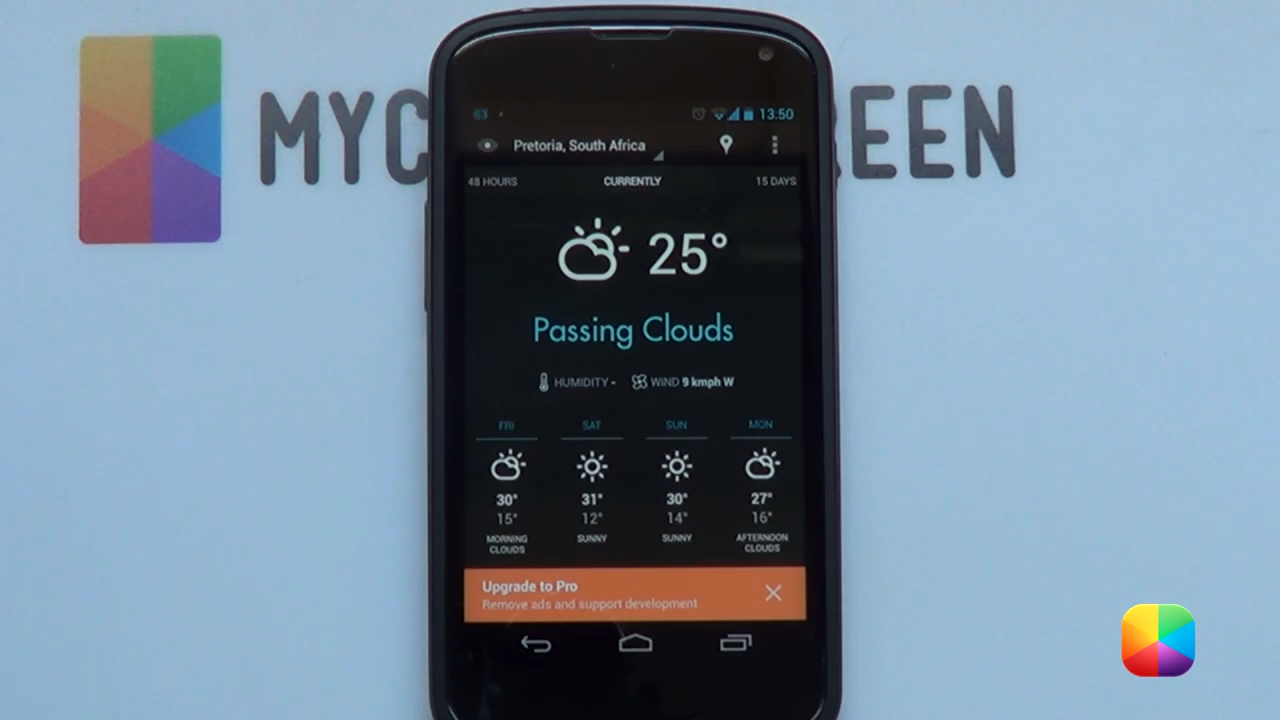 MYC REEN
63 13:50
Pretoria, South Africa
48 HOURS CURRENTLY 15 DAYS
25°
Passing Clouds
HUMIDITY - WIND 9 kmph W
FRI SAT SUN MON
30° 31° 30° 27°
15° 12° 14° 16°
MORNING CLOUDS SUNNY SUNNY AFTERNOON CLOUDS
Upgrade to Pro
Remove ads and support development